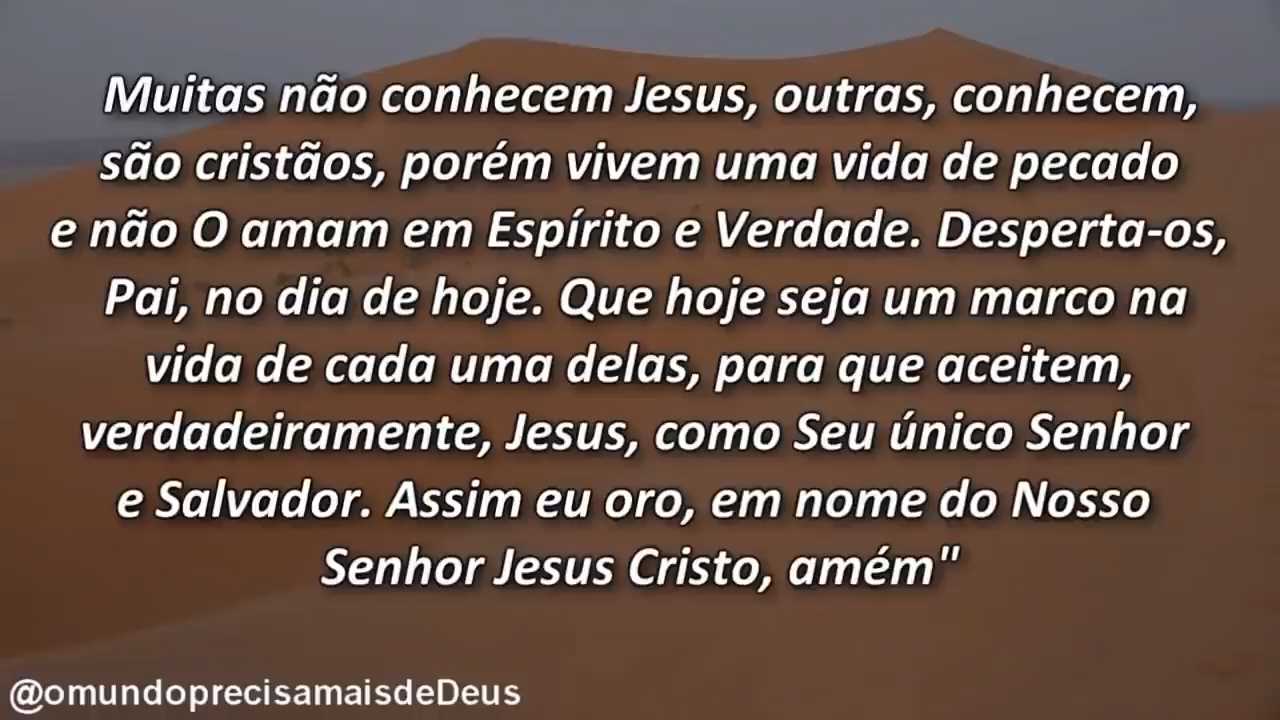 Muitas não conhecem Jesus, outras, conhecem,
são cristãos, porém vivem uma vida de pecado
e não O amam em Espírito e Verdade. Desperta-os,
Pai, no dia de hoje. Que hoje seja um marco na
vida de cada uma delas, para que aceitem,
verdadeiramente, Jesus, como Seu único Senhor
e Salvador. Assim eu oro, em nome do Nosso
Senhor Jesus Cristo, amém"
@omundoprecisamaisdeDeus